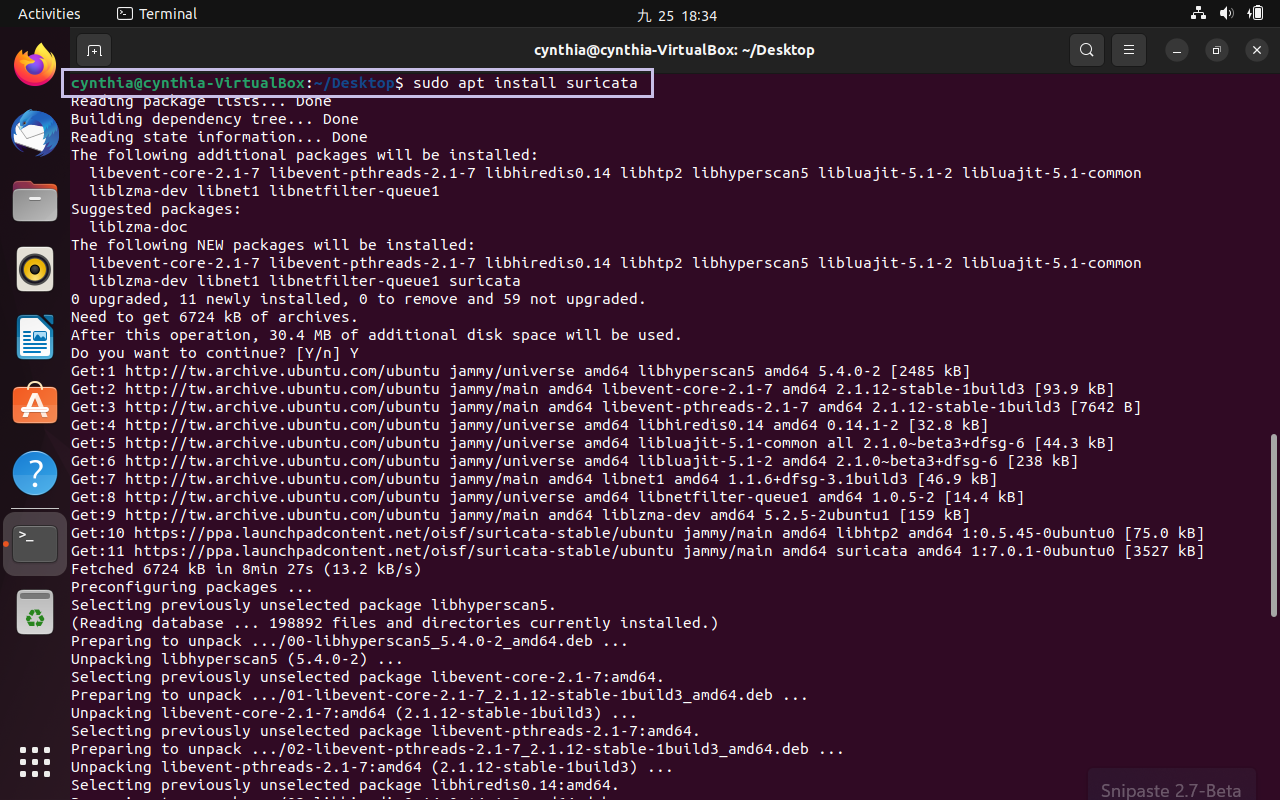 Activities
Terminal
九 25 18:34
cynthia@cynthia-VirtualBox: ~/Desktop
cynthia@cynthia-VirtualBox:~/Desktop$ sudo apt install suricata
Reading package lists... Done
Building dependency tree... Done
Reading state information... Done
The following additional packages will be installed:
  libevent-core-2.1-7 libevent-pthreads-2.1-7 libhiredis0.14 libhtp2 libhyperscan5 libluajit-5.1-2 libluajit-5.1-common
  liblzma-dev libnet1 libnetfilter-queue1
Suggested packages:
  liblzma-doc
The following NEW packages will be installed:
  libevent-core-2.1-7 libevent-pthreads-2.1-7 libhiredis0.14 libhtp2 libhyperscan5 libluajit-5.1-2 libluajit-5.1-common
  liblzma-dev libnet1 libnetfilter-queue1 suricata
0 upgraded, 11 newly installed, 0 to remove and 59 not upgraded.
Need to get 6724 kB of archives.
After this operation, 30.4 MB of additional disk space will be used.
Do you want to continue? [Y/n] Y
Get:1 http://tw.archive.ubuntu.com/ubuntu jammy/universe amd64 libhyperscan5 amd64 5.4.0-2 [2485 kB]
Get:2 http://tw.archive.ubuntu.com/ubuntu jammy/main amd64 libevent-core-2.1-7 amd64 2.1.12-stable-1build3 [93.9 kB]
Get:3 http://tw.archive.ubuntu.com/ubuntu jammy/main amd64 libevent-pthreads-2.1-7 amd64 2.1.12-stable-1build3 [7642 B]
Get:4 http://tw.archive.ubuntu.com/ubuntu jammy/universe amd64 libhiredis0.14 amd64 0.14.1-2 [32.8 kB]
Get:5 http://tw.archive.ubuntu.com/ubuntu jammy/universe amd64 libluajit-5.1-common all 2.1.0~beta3+dfsg-6 [44.3 kB]
Get:6 http://tw.archive.ubuntu.com/ubuntu jammy/universe amd64 libluajit-5.1-2 amd64 2.1.0~beta3+dfsg-6 [238 kB]
Get:7 http://tw.archive.ubuntu.com/ubuntu jammy/main amd64 libnet1 amd64 1.1.6+dfsg-3.1build3 [46.9 kB]
Get:8 http://tw.archive.ubuntu.com/ubuntu jammy/universe amd64 libnetfilter-queue1 amd64 1.0.5-2 [14.4 kB]
Get:9 http://tw.archive.ubuntu.com/ubuntu jammy/main amd64 liblzma-dev amd64 5.2.5-2ubuntu1 [159 kB]
Get:10 https://ppa.launchpadcontent.net/oisf/suricata-stable/ubuntu jammy/main amd64 libhtp2 amd64 1:0.5.45-0ubuntu0 [75.0 kB]
Get:11 https://ppa.launchpadcontent.net/oisf/suricata-stable/ubuntu jammy/main amd64 suricata amd64 1:7.0.1-0ubuntu0 [3527 kB]
Fetched 6724 kB in 8min 27s (13.2 kB/s)
Preconfiguring packages ...
Selecting previously unselected package libhyperscan5.
(Reading database ... 198892 files and directories currently installed.)
Preparing to unpack .../00-libhyperscan5_5.4.0-2_amd64.deb ...
Unpacking libhyperscan5 (5.4.0-2) ...
Selecting previously unselected package libevent-core-2.1-7:amd64.
Preparing to unpack .../01-libevent-core-2.1-7_2.1.12-stable-1build3_amd64.deb ...
Unpacking libevent-core-2.1-7:amd64 (2.1.12-stable-1build3) ...
Selecting previously unselected package libevent-pthreads-2.1-7:amd64.
Preparing to unpack .../02-libevent-pthreads-2.1-7_2.1.12-stable-1build3_amd64.deb ...
Unpacking libevent-pthreads-2.1-7:amd64 (2.1.12-stable-1build3) ...
Selecting previously unselected package libhiredis0.14:amd64.
Snipaste 2.7-Beta